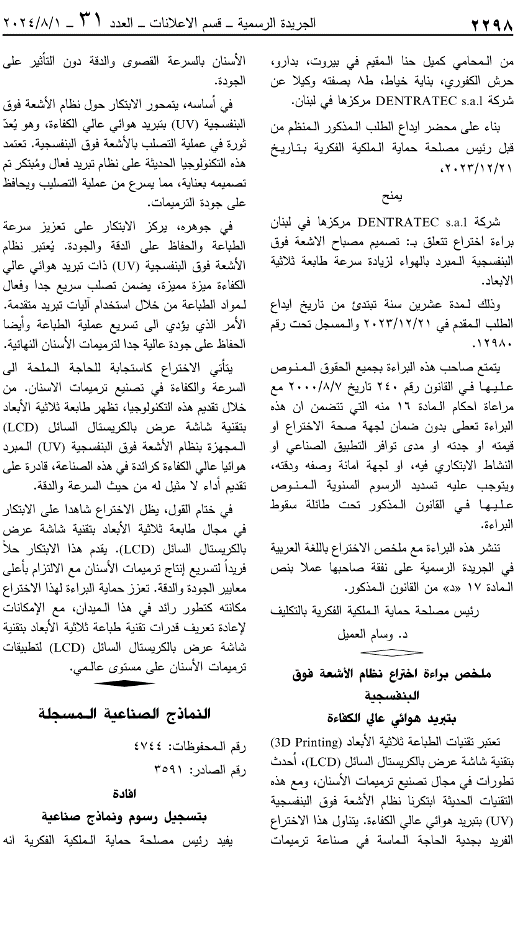 ٢٢٩٨
الجريدة الرسمية ــ قسم الاعلانات ــ العدد ٣١ ــ ٢٠٢٤/٨/١
من المحامي كميل حنا المقيم في بيروت، بدارو،
حرش الكفوري، بناية خياط، ط٨ بصفته وكيلا عن
شركة DENTRATEC s.a.l مركزها في لبنان.
بناء على محضر ايداع الطلب المذكور المنظم من
قبل رئيس مصلحة حماية الملكية الفكرية بتاريخ
٢٠٢٣/١٢/٢١،
يمنح
شركة DENTRATEC s.a.l مركزها في لبنان
براءة اختراع تتعلق بـ: تصميم مصباح الاشعة فوق
البنفسجية المبرد بالهواء لزيادة سرعة طابعة ثلاثية
الابعاد.
وذلك لمدة عشرين سنة تبتدئ من تاريخ ايداع
الطلب المقدم في ٢٠٢٣/١٢/٢١ والمسجل تحت رقم
١٢٩٨٠.
يتمتع صاحب هذه البراءة بجميع الحقوق المنصوص
عليها في القانون رقم ٢٤٠ تاريخ ٢٠٠٠/٨/٧ مع
مراعاة احكام المادة ١٦ منه التي تتضمن ان هذه
البراءة تعطى بدون ضمان لجهة صحة الاختراع او
قيمته او جدته او مدى توافر التطبيق الصناعي او
النشاط الابتكاري فيه، او لجهة امانة وصفه ودقته،
ويتوجب عليه تسديد الرسوم السنوية المنصوص
عليها في القانون المذكور تحت طائلة سقوط
البراءة.
تنشر هذه البراءة مع ملخص الاختراع باللغة العربية
في الجريدة الرسمية على نفقة صاحبها عملا بنص
المادة ١٧ «د» من القانون المذكور.
رئيس مصلحة حماية الملكية الفكرية بالتكليف
د. وسام العميل
ملخص براءة اختراع نظام الأشعة فوق
البنفسجية
بتبريد هوائي عالي الكفاءة
تعتبر تقنيات الطباعة ثلاثية الأبعاد (3D Printing)
بتقنية شاشة عرض بالكريستال السائل (LCD)، أحدث
تطورات في مجال تصنيع ترميمات الأسنان، ومع هذه
التقنيات الحديثة ابتكرنا نظام الأشعة فوق البنفسجية
(UV) بتبريد هوائي عالي الكفاءة. يتناول هذا الاختراع
الفريد بجدية الحاجة الماسة في صناعة ترميمات
الأسنان بالسرعة القصوى والدقة دون التأثير على
الجودة.
في أساسه، يتمحور الابتكار حول نظام الأشعة فوق
البنفسجية (UV) بتبريد هوائي عالي الكفاءة، وهو يُعدّ
ثورة في عملية التصلب بالأشعة فوق البنفسجية. تعتمد
هذه التكنولوجيا الحديثة على نظام تبريد فعال ومُبتكر تم
تصميمه بعناية، مما يسرع من عملية التصليب ويحافظ
على جودة الترميمات.
في جوهره، يركز الابتكار على تعزيز سرعة
الطباعة والحفاظ على الدقة والجودة. يُعتبر نظام
الأشعة فوق البنفسجية (UV) ذات تبريد هوائي عالي
الكفاءة ميزة مميزة، يضمن تصلب سريع جدا وفعال
لمواد الطباعة من خلال استخدام آليات تبريد متقدمة.
الأمر الذي يؤدي الى تسريع عملية الطباعة وأيضا
الحفاظ على جودة عالية جدا لترميمات الأسنان النهائية.
يتأتي الاختراع كاستجابة للحاجة الملحة الى
السرعة والكفاءة في تصنيع ترميمات الاسنان. من
خلال تقديم هذه التكنولوجيا، تظهر طابعة ثلاثية الأبعاد
بتقنية شاشة عرض بالكريستال السائل (LCD)
المجهزة بنظام الأشعة فوق البنفسجية (UV) المبرد
هوائيا عالي الكفاءة كرائدة في هذه الصناعة، قادرة على
تقديم أداء لا مثيل له من حيث السرعة والدقة.
في ختام القول، يظل الاختراع شاهدا على الابتكار
في مجال طابعة ثلاثية الأبعاد بتقنية شاشة عرض
بالكريستال السائل (LCD). يقدم هذا الابتكار حلاً
فريداً لتسريع إنتاج ترميمات الأسنان مع الالتزام بأعلى
معايير الجودة والدقة. تعزز حماية البراءة لهذا الاختراع
مكانته كتطور رائد في هذا الميدان، مع الإمكانات
لإعادة تعريف قدرات تقنية طباعة ثلاثية الأبعاد بتقنية
شاشة عرض بالكريستال السائل (LCD) لتطبيقات
ترميمات الأسنان على مستوى عالمي.
النماذج الصناعية المسجلة
رقم المحفوظات: ٤٧٤٤
رقم الصادر: ٣٥٩١
افادة
بتسجيل رسوم ونماذج صناعية
يفيد رئيس مصلحة حماية الملكية الفكرية انه